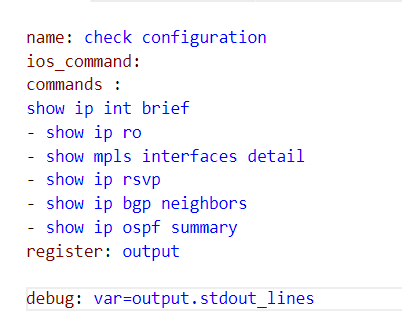 name: check configuration
ios_command:
commands :
show ip int brief
- show ip ro
- show mpls interfaces detail
- show ip rsvp
- show ip bgp neighbors
- show ip ospf summary
register: output
debug: var=output.stdout_lines